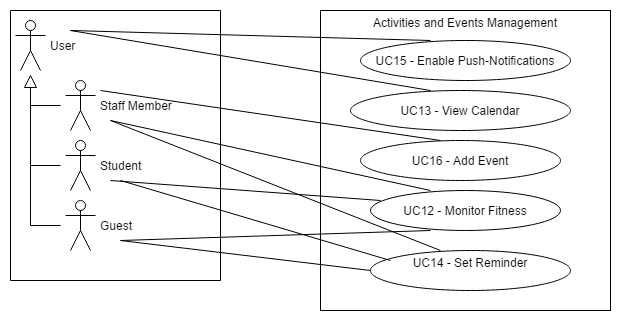 Activities and Events Management
User
UC15 - Enable Push-Notifications
Staff Member
UC13 - View Calendar
Student
UC16 - Add Event
Guest
UC12 - Monitor Fitness
UC14 - Set Reminder